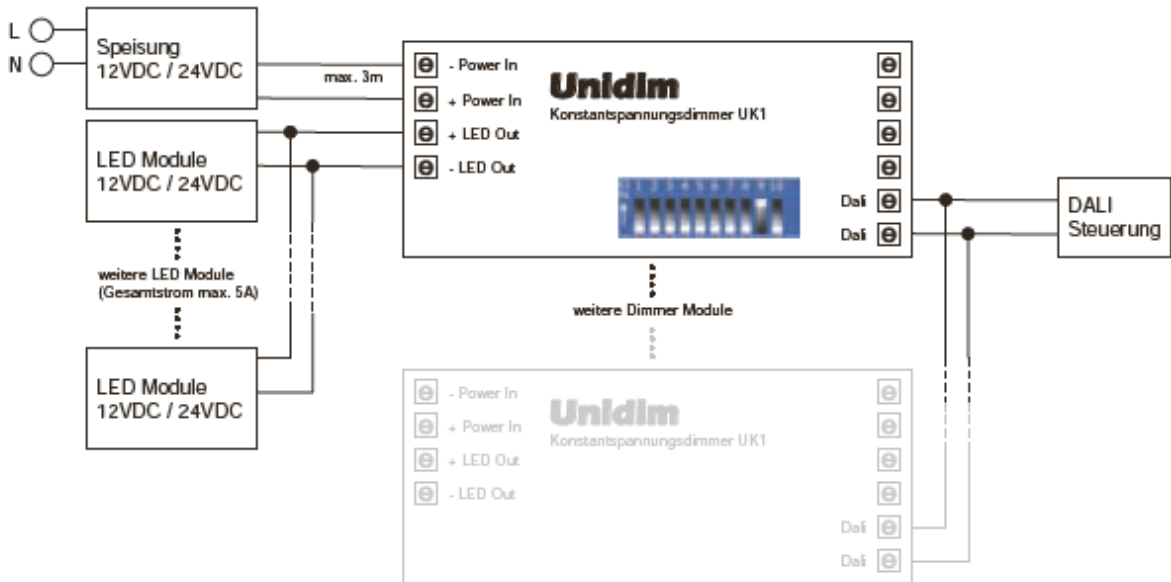 L
N
Speisung
12VDC / 24VDC
max. 3m
LED Module
12VDC / 24VDC
weitere LED Module
(Gesamtstrom max. 5A)
LED Module
12VDC / 24VDC
- Power In
+ Power In
+ LED Out
- LED Out
Unidim
Konstantspannungsdimmer UK1
Dali
Dali
DALI
Steuerung
weitere Dimmer Module
- Power In
+ Power In
+ LED Out
- LED Out
Unidim
Konstantspannungsdimmer UK1
Dali
Dali